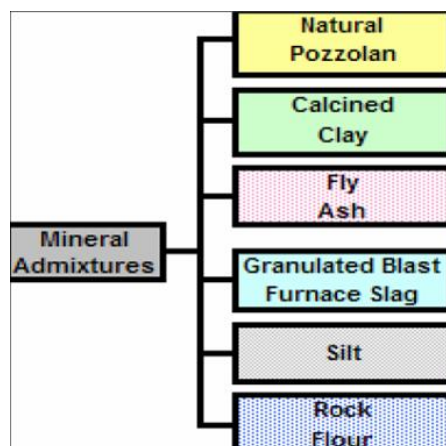 Natural
Pozzolan
Calcined
Clay
Fly
Ash
Mineral
Admixtures
Granulated Blast
Furnace Slag
Silt
Rock
Flour